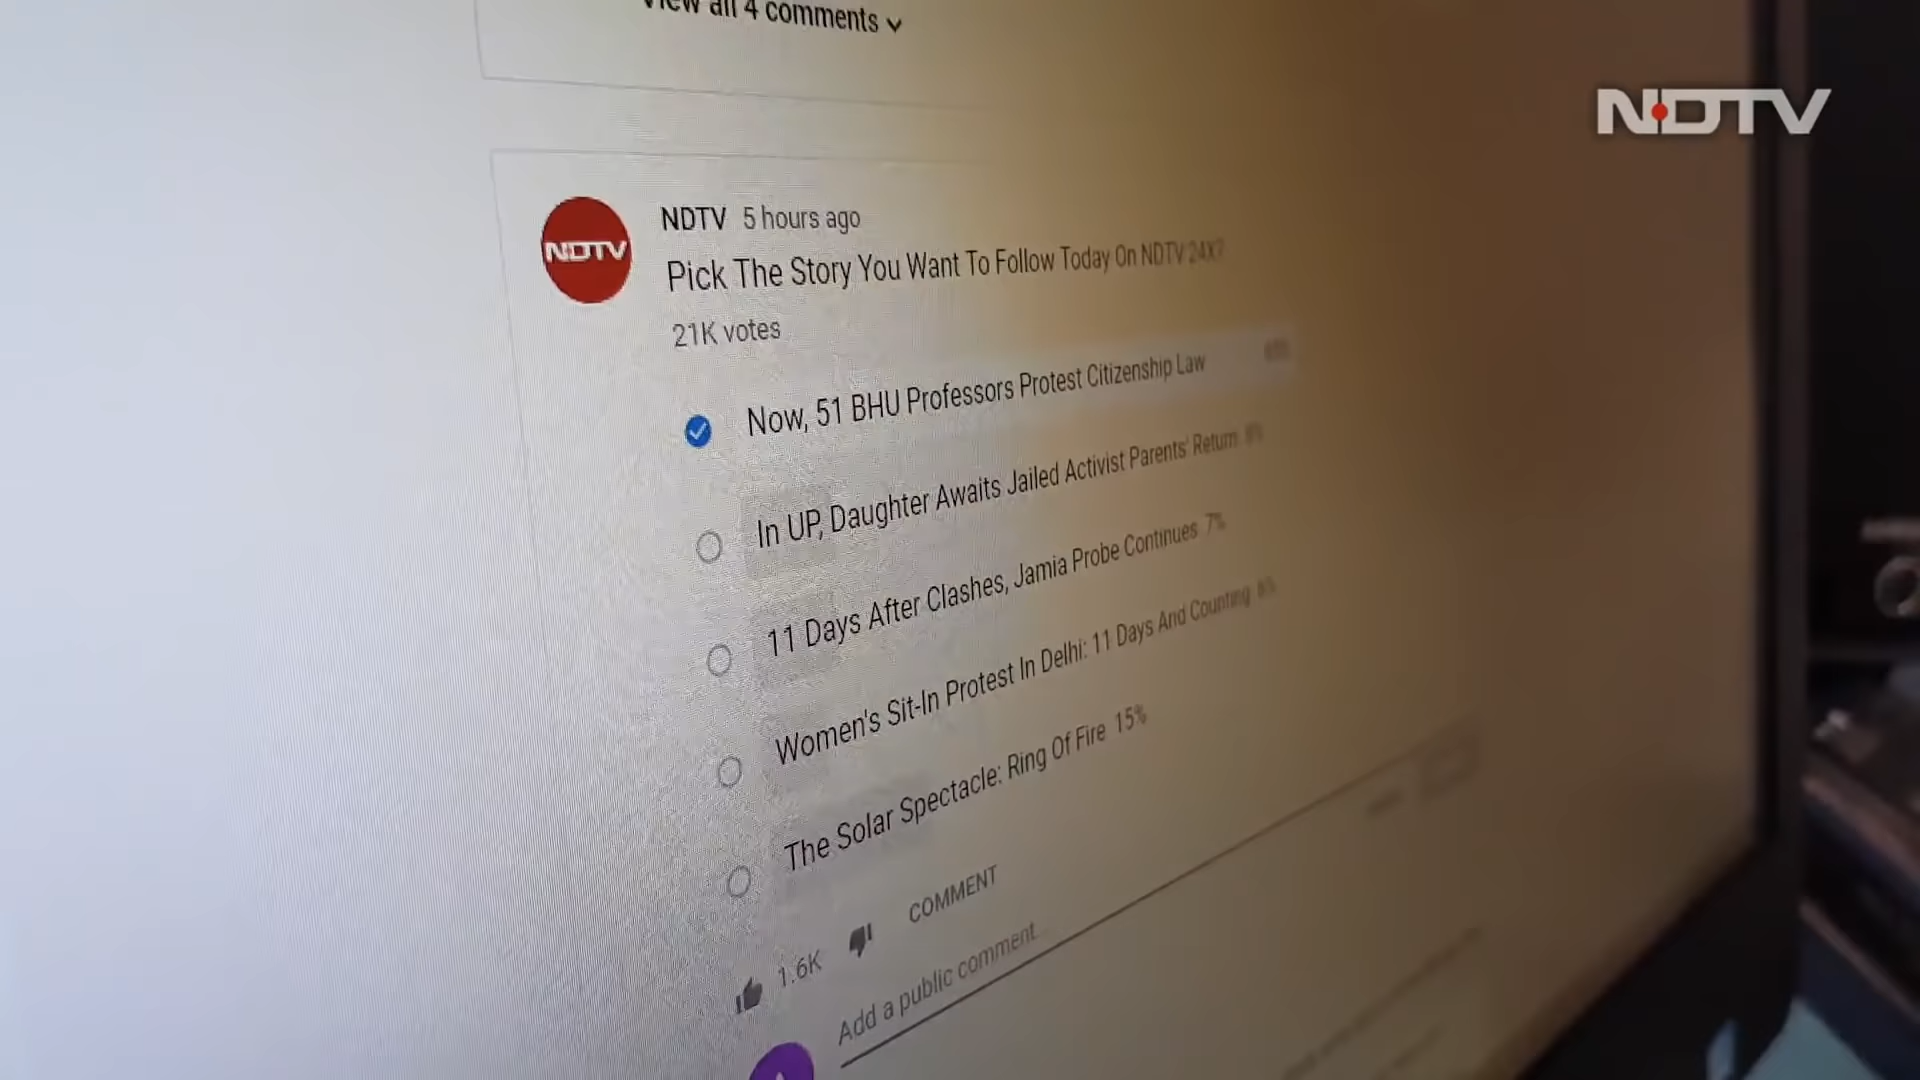 View all 4 comments
NDTV
NDTV
NDTV 5 hours ago
Pick The Story You Want To Follow Today On NDTV 24X7
21K votes
Now, 51 BHU Professors Protest Citizenship Law
In UP, Daughter Awaits Jailed Activist Parents' Return
11 Days After Clashes, Jamia Probe Continues 7%
Women's Sit-In Protest In Delhi: 11 Days And Counting
The Solar Spectacle: Ring Of Fire 15%
1.6K
COMMENT
Add a public comment...